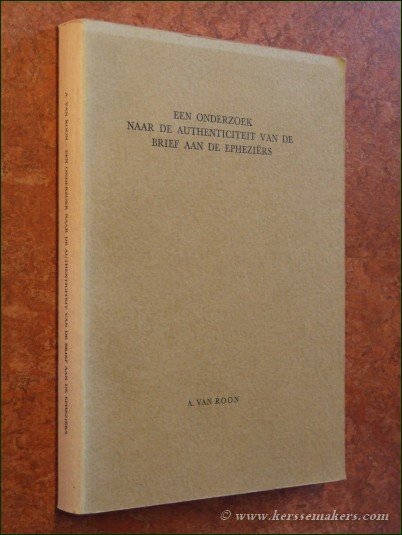 EEN ONDERZOEK
NAAR DE AUTHENTICITEIT VAN DE
BRIEF AAN DE EPHEZIËRS
A. VAN ROON
A. VAN ROON EEN ONDERZOEK NAAR DE AUTHENTICITEIT VAN DE BRIEF AAN DE EPHEZIËRS
© www.kerssemakers.com